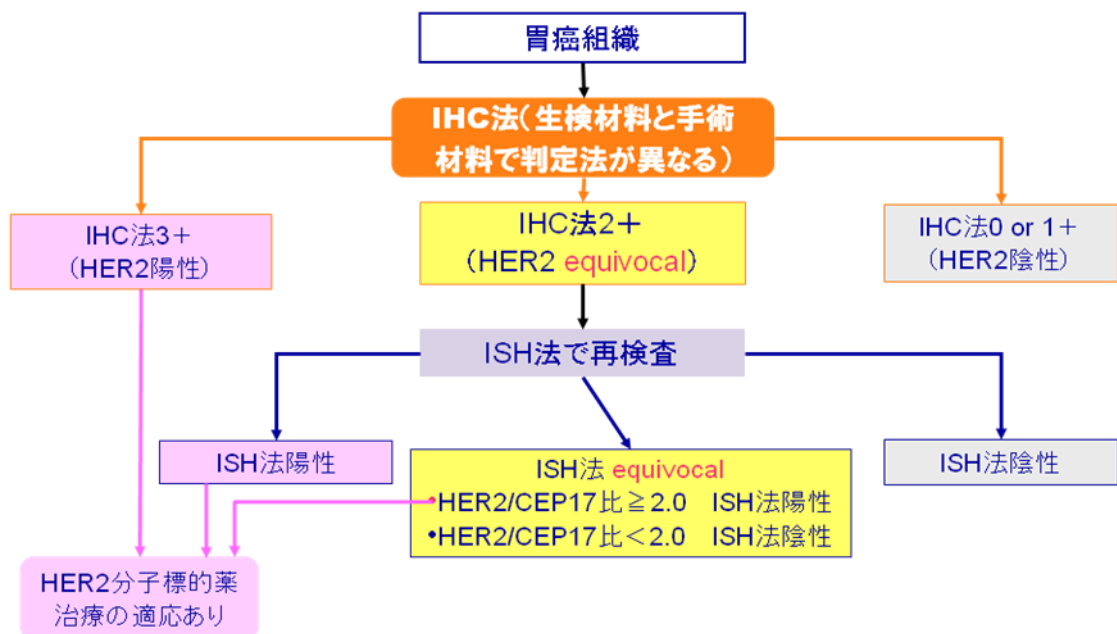 胃癌組織
IHC法(生検材料と手術
材料で判定法が異なる)
IHC法3+
(HER2陽性)
IHC法2+
(HER2 equivocal)
IHC法0 or 1+
(HER2陰性)
ISH法で再検査
ISH法陽性
ISH法 equivocal
•HER2/CEP17比≧2.0 ISH法陽性
•HER2/CEP17比<2.0 ISH法陰性
ISH法陰性
HER2分子標的薬
治療の適応あり